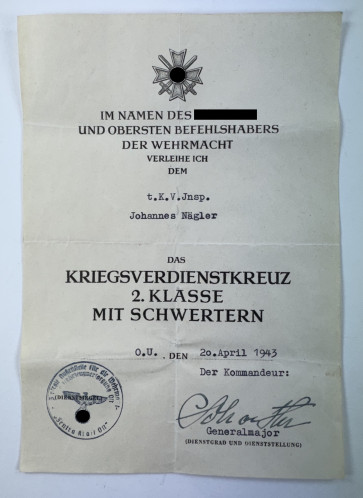 IM NAMEN DES
UND OBERSTEN BEFEHLSHABERS
DER WEHRMACHT
VERLEIHE ICH
DEM
t.K.V.Jnsp.
Johannes Nägler
DAS
KRIEGSVERDIENSTKREUZ
2. KLASSE
MIT SCHWERTERN
O.U. , DEN 20.April 1943
Der Kommandeur:
Generalmajor
(DIENSTGRAD UND DIENSTSTELLUNG)
(DIENSTSIEGEL)